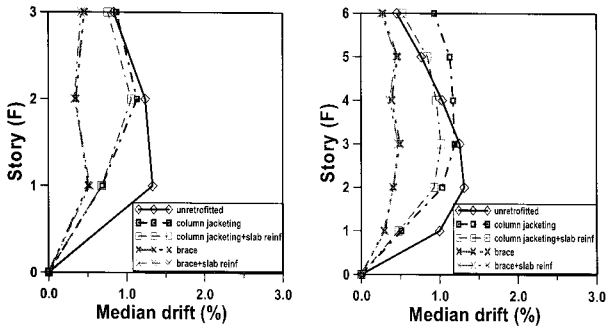 3
2
1
0
Story (F)
unretrofitted
column jacketing
column jacketing+slab reinf
brace
brace+slab reinf
0.0
1.0
2.0
3.0
Median drift (%)
6
5
4
3
2
1
0
Story (F)
unretrofitted
column jacketing
column jacketing+slab reinf
brace
brace+slab reinf
0.0
1.0
2.0
3.0
Median drift (%)